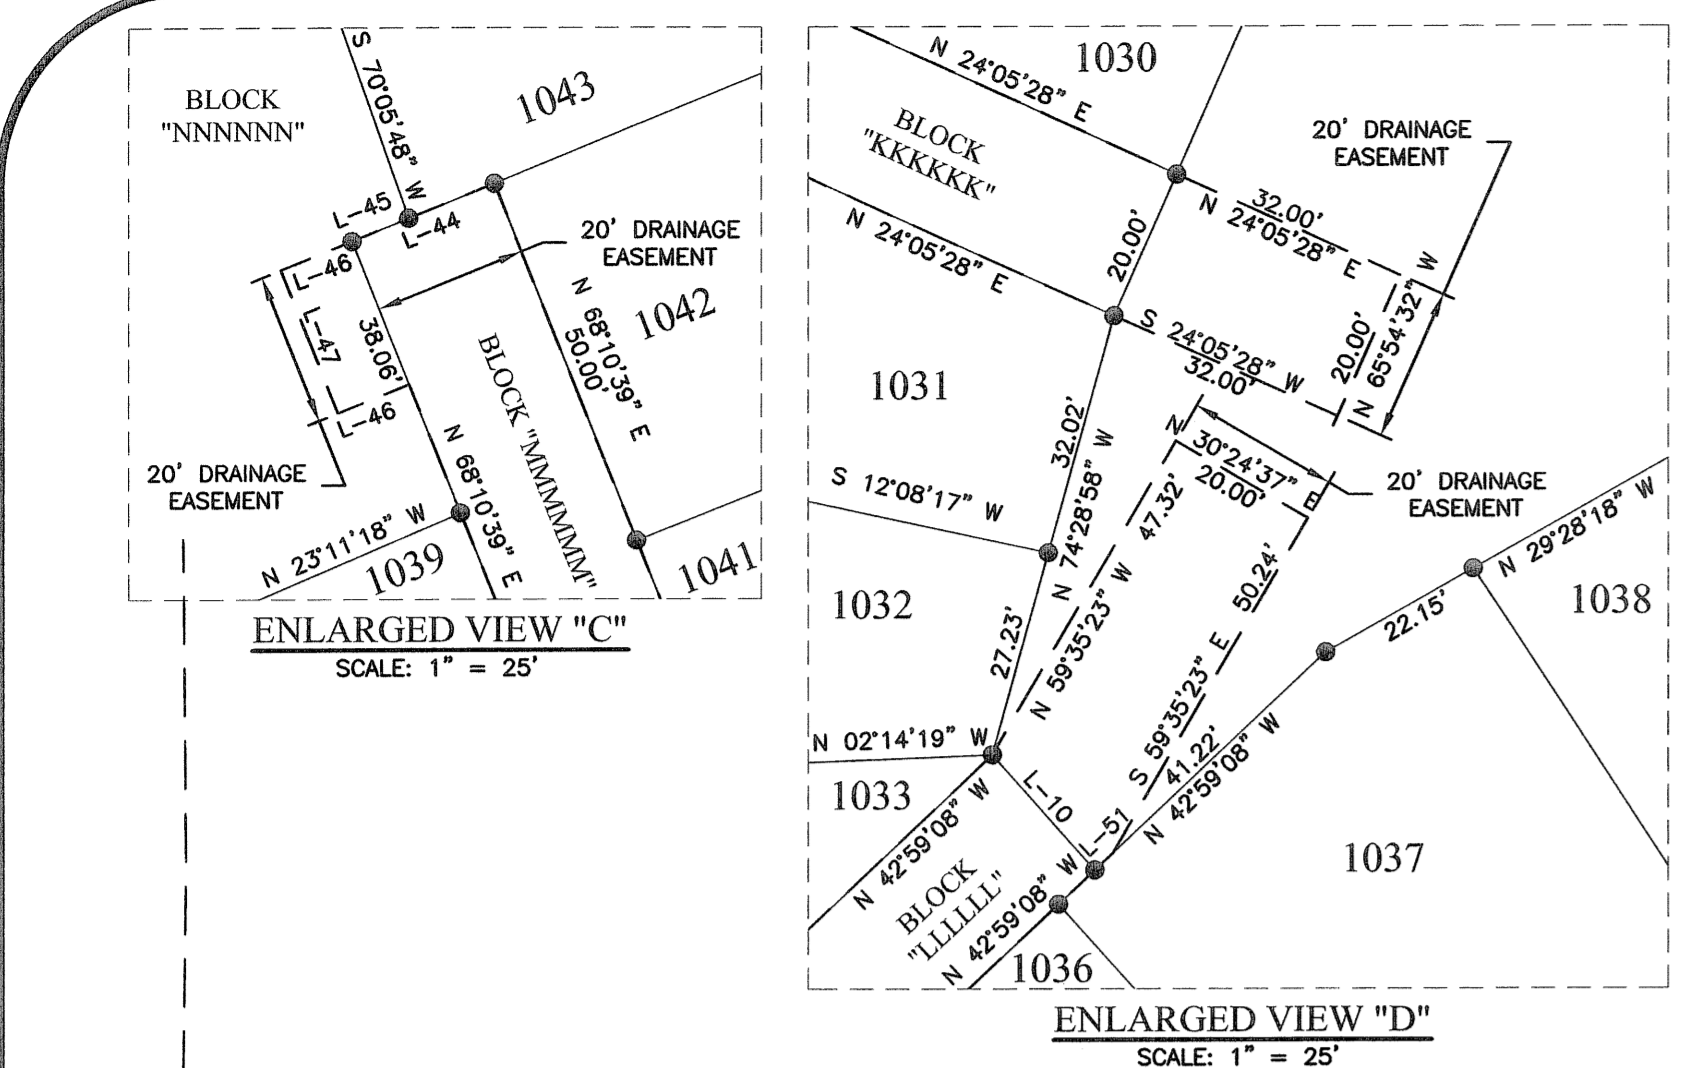 BLOCK
"NNNNNN"
S 70°05'48" W
1043
L-45
L-44
20' DRAINAGE
EASEMENT
L-46
L-47
38.06'
L-46
N 68°10'39" E
50.00'
1042
BLOCK "MMMMMM"
N 68°10'39" E
20' DRAINAGE
EASEMENT
N 23°11'18" W
1039
1041
ENLARGED VIEW "C"
SCALE: 1" = 25'
N 24°05'28" E
1030
BLOCK
"KKKKKK"
20' DRAINAGE
EASEMENT
N 24°05'28" E
20.00'
32.00'
N 24°05'28" E
S 24°05'28" W
32.00'
20.00'
N 65°54'32" W
1031
32.02'
N 74°28'58" W
N 30°24'37" E
20.00'
20' DRAINAGE
EASEMENT
S 12°08'17" W
47.32'
N 59°35'23" W
50.24'
S 59°35'23" E
N 29°28'18" W
1032
27.23'
22.15'
1038
N 02°14'19" W
1033
L-10
41.22'
N 42°59'08" W
N 42°59'08" W
L-51
1037
BLOCK
"LLLLLL"
N 42°59'08" W
1036
ENLARGED VIEW "D"
SCALE: 1" = 25'